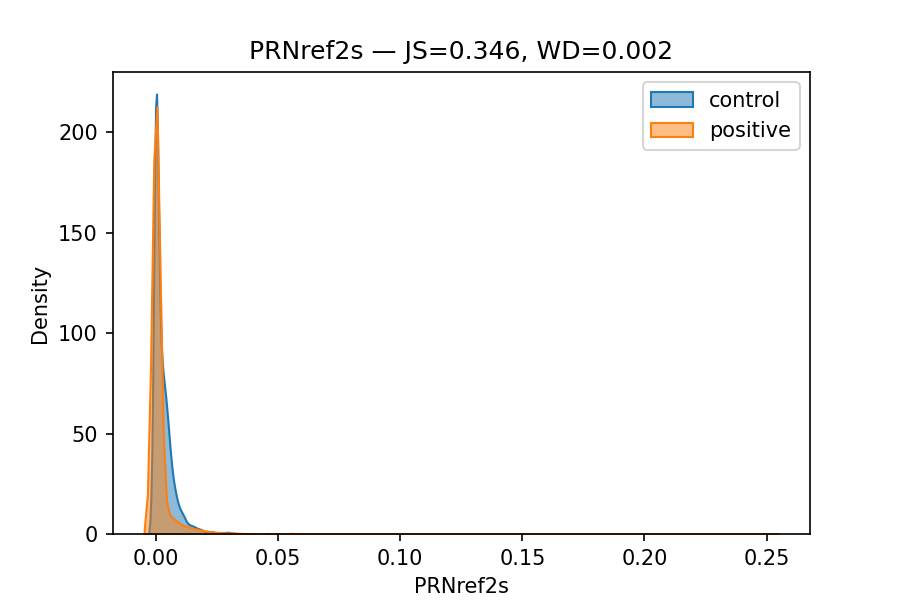 PRNref2s — JS=0.346, WD=0.002
control
positive
200
150
100
50
0
Density
0.00 0.05 0.10 0.15 0.20 0.25
PRNref2s